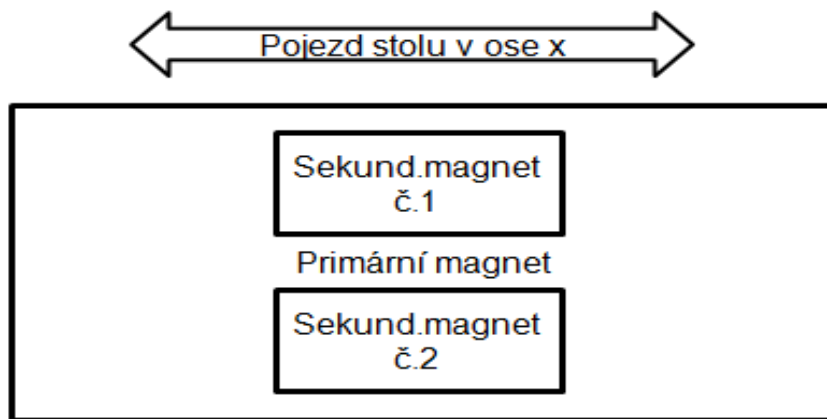 Pojezd stolu v ose x
Sekund.magnet
č.1
Primární magnet
Sekund.magnet
č.2